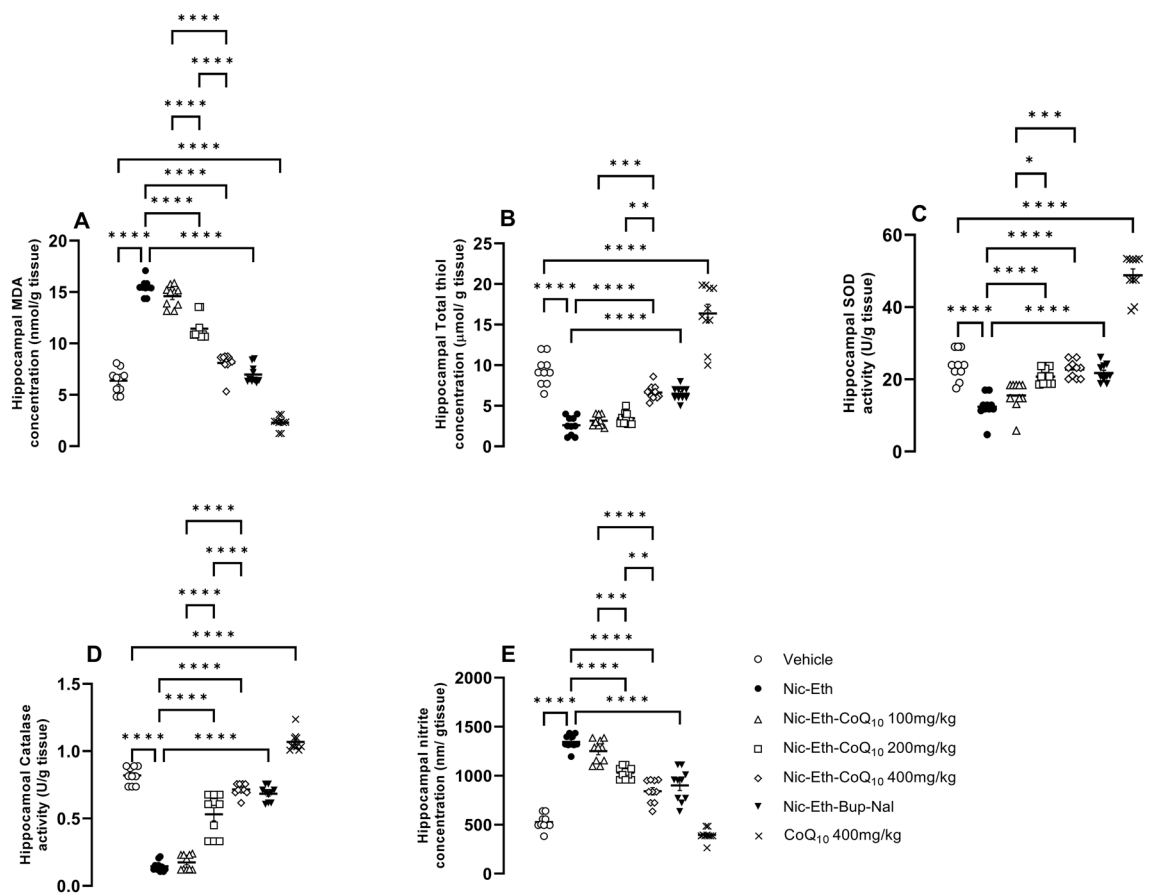 A
* * * *
* * * *
* * * *
* * * *
* * * *
* * * *
* * * * * * * *
Hippocampal MDA
concentration (nmol/g tissue)
20
15
10
5
0
B
* * *
* *
* * * *
* * * * * * * *
* * * *
Hippocampal Total thiol
concentration (μmol/ g tissue)
25
20
15
10
5
0
C
* * *
*
* * * *
* * * *
* * * *
* * * * * * * *
Hippocampal SOD
activity (U/g tissue)
60
40
20
0
D
* * * *
* * * *
* * * *
* * * *
* * * *
* * * *
* * * * * * * *
Hippocamoal Catalase
activity (U/g tissue)
1.5
1.0
0.5
0.0
E
* * * *
* *
* * *
* * * *
* * * *
* * * * * * * *
Hippocampal nitrite
concentration (nm/ gtissue)
2000
1500
1000
500
0
Vehicle
Nic-Eth
Nic-Eth-CoQ₁₀ 100mg/kg
Nic-Eth-CoQ₁₀ 200mg/kg
Nic-Eth-CoQ₁₀ 400mg/kg
Nic-Eth-Bup-Nal
CoQ₁₀ 400mg/kg